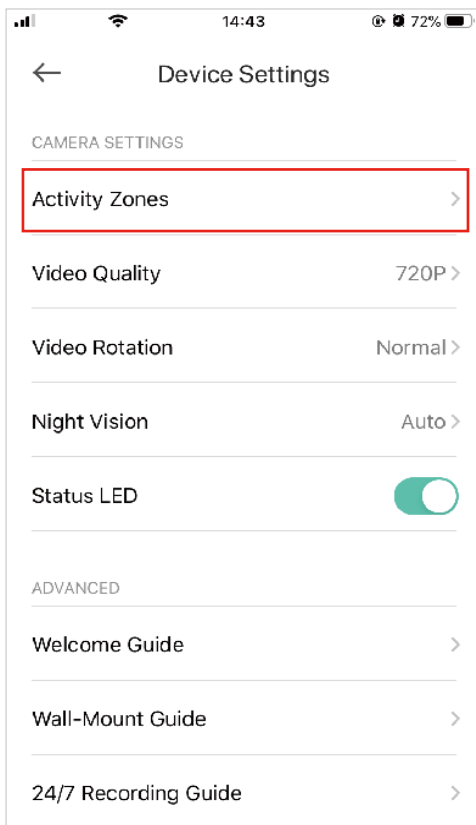 14:43 72%
Device Settings
CAMERA SETTINGS
Activity Zones
Video Quality 720P
Video Rotation Normal
Night Vision Auto
Status LED
ADVANCED
Welcome Guide
Wall-Mount Guide
24/7 Recording Guide